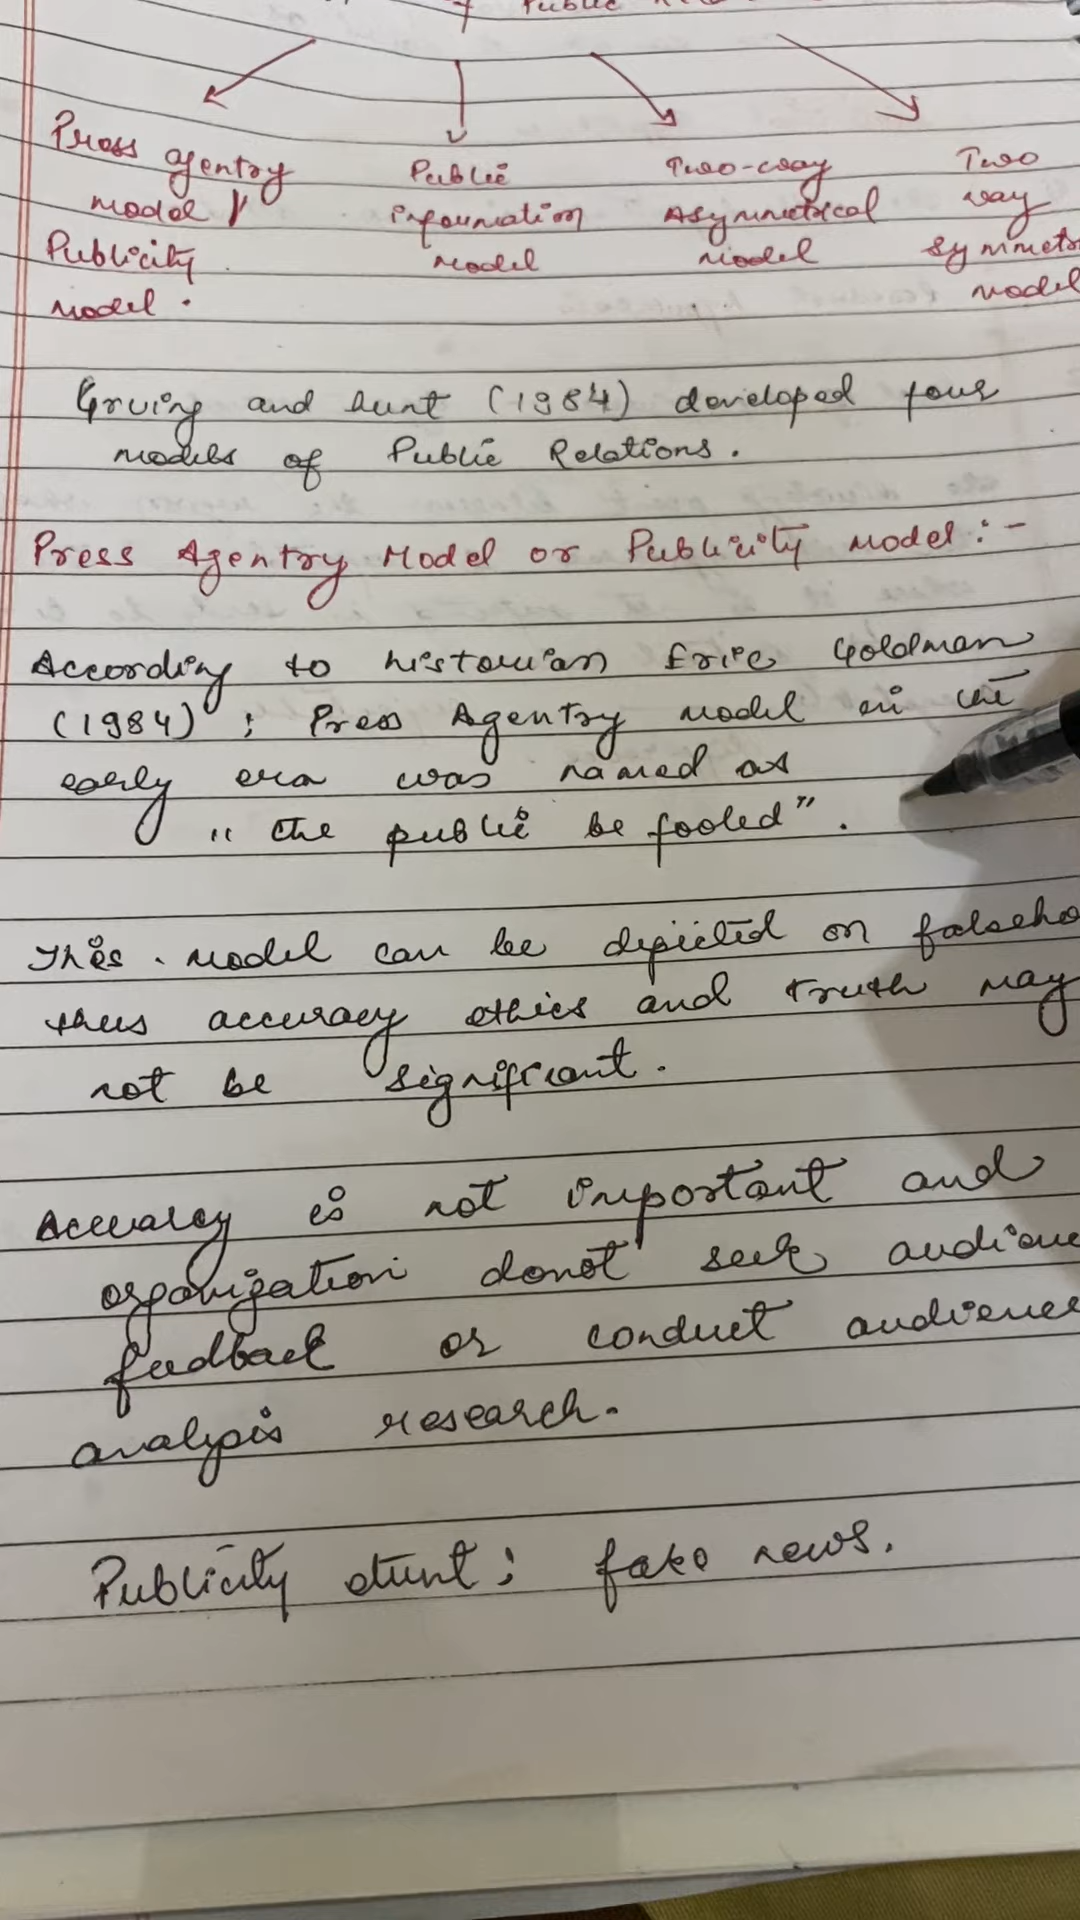 Public
Press agentry Public Two-way Two
model / Information Asymmetrical way
Publicity model model symmetr
model. model
Gruing and hunt (1984) developed four
models of Public Relations.
Press Agentry Model or Publicity model :-
According to historian Eric Goldman
(1984) ; Press Agentry model in the
early era was named as
" the public be fooled".
This . model can be depicted on falseho
thus accuracy ethics and truth may
not be significant.
Accuracy is not important and
organization donot seek audience
feedback or conduct audience
analysis research.
Publicity stunt ; fake news.